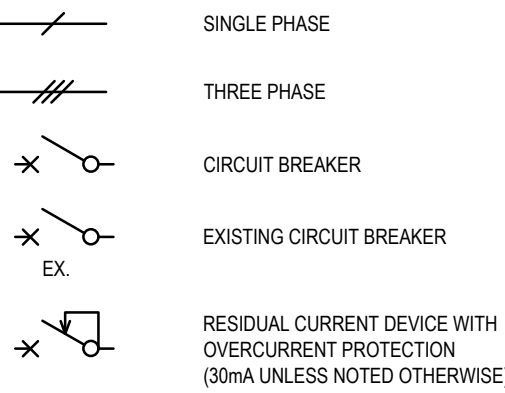 SINGLE PHASE
THREE PHASE
CIRCUIT BREAKER
EXISTING CIRCUIT BREAKER
EX.
RESIDUAL CURRENT DEVICE WITH
OVERCURRENT PROTECTION
(30mA UNLESS NOTED OTHERWISE)